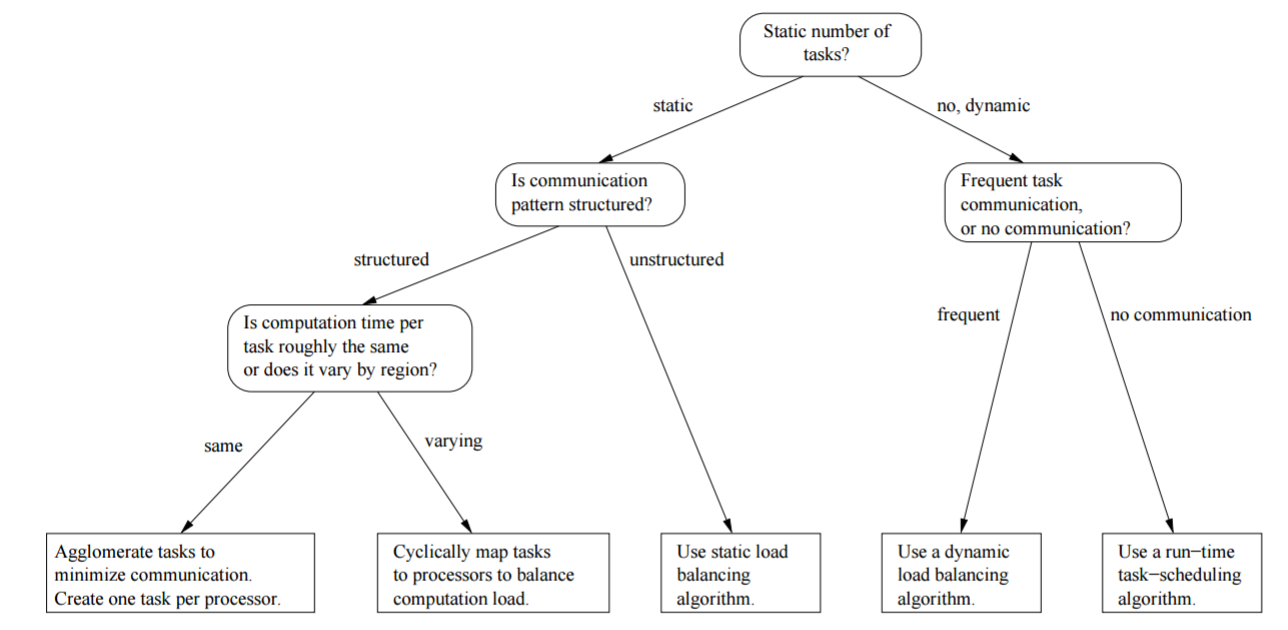 Static number of
tasks?
static
no, dynamic
Is communication
pattern structured?
Frequent task
communication,
or no communication?
structured
unstructured
Is computation time per
task roughly the same
or does it vary by region?
frequent
no communication
same
varying
Agglomerate tasks to
minimize communication.
Create one task per processor.
Cyclically map tasks
to processors to balance
computation load.
Use static load
balancing
algorithm.
Use a dynamic
load balancing
algorithm.
Use a run−time
task−scheduling
algorithm.